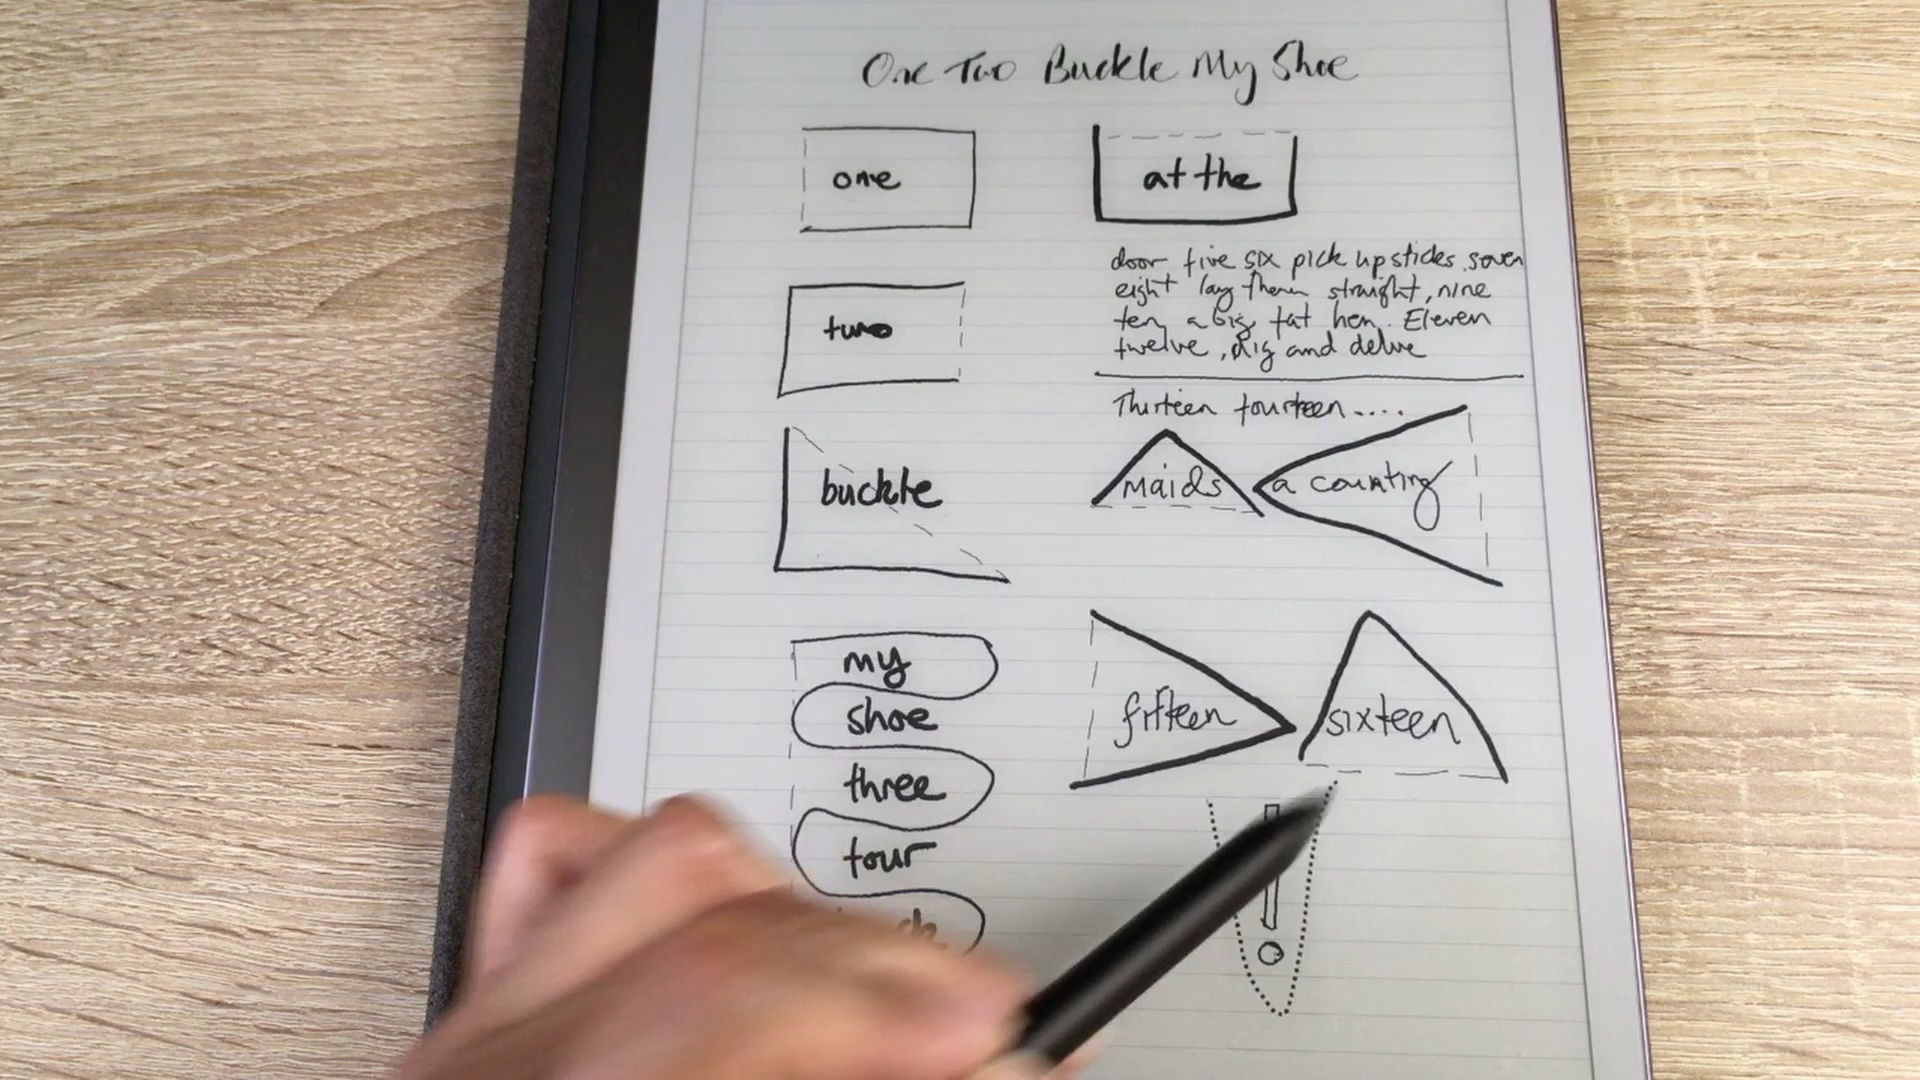 One Two Buckle My Shoe
one
two
buckle
my
shoe
three
four
at the
door five six pick up sticks seven
eight lay them straight, nine
ten, a big fat hen. Eleven
twelve, dig and delve
Thirteen fourteen....
maids
a counting
fifteen
sixteen
!